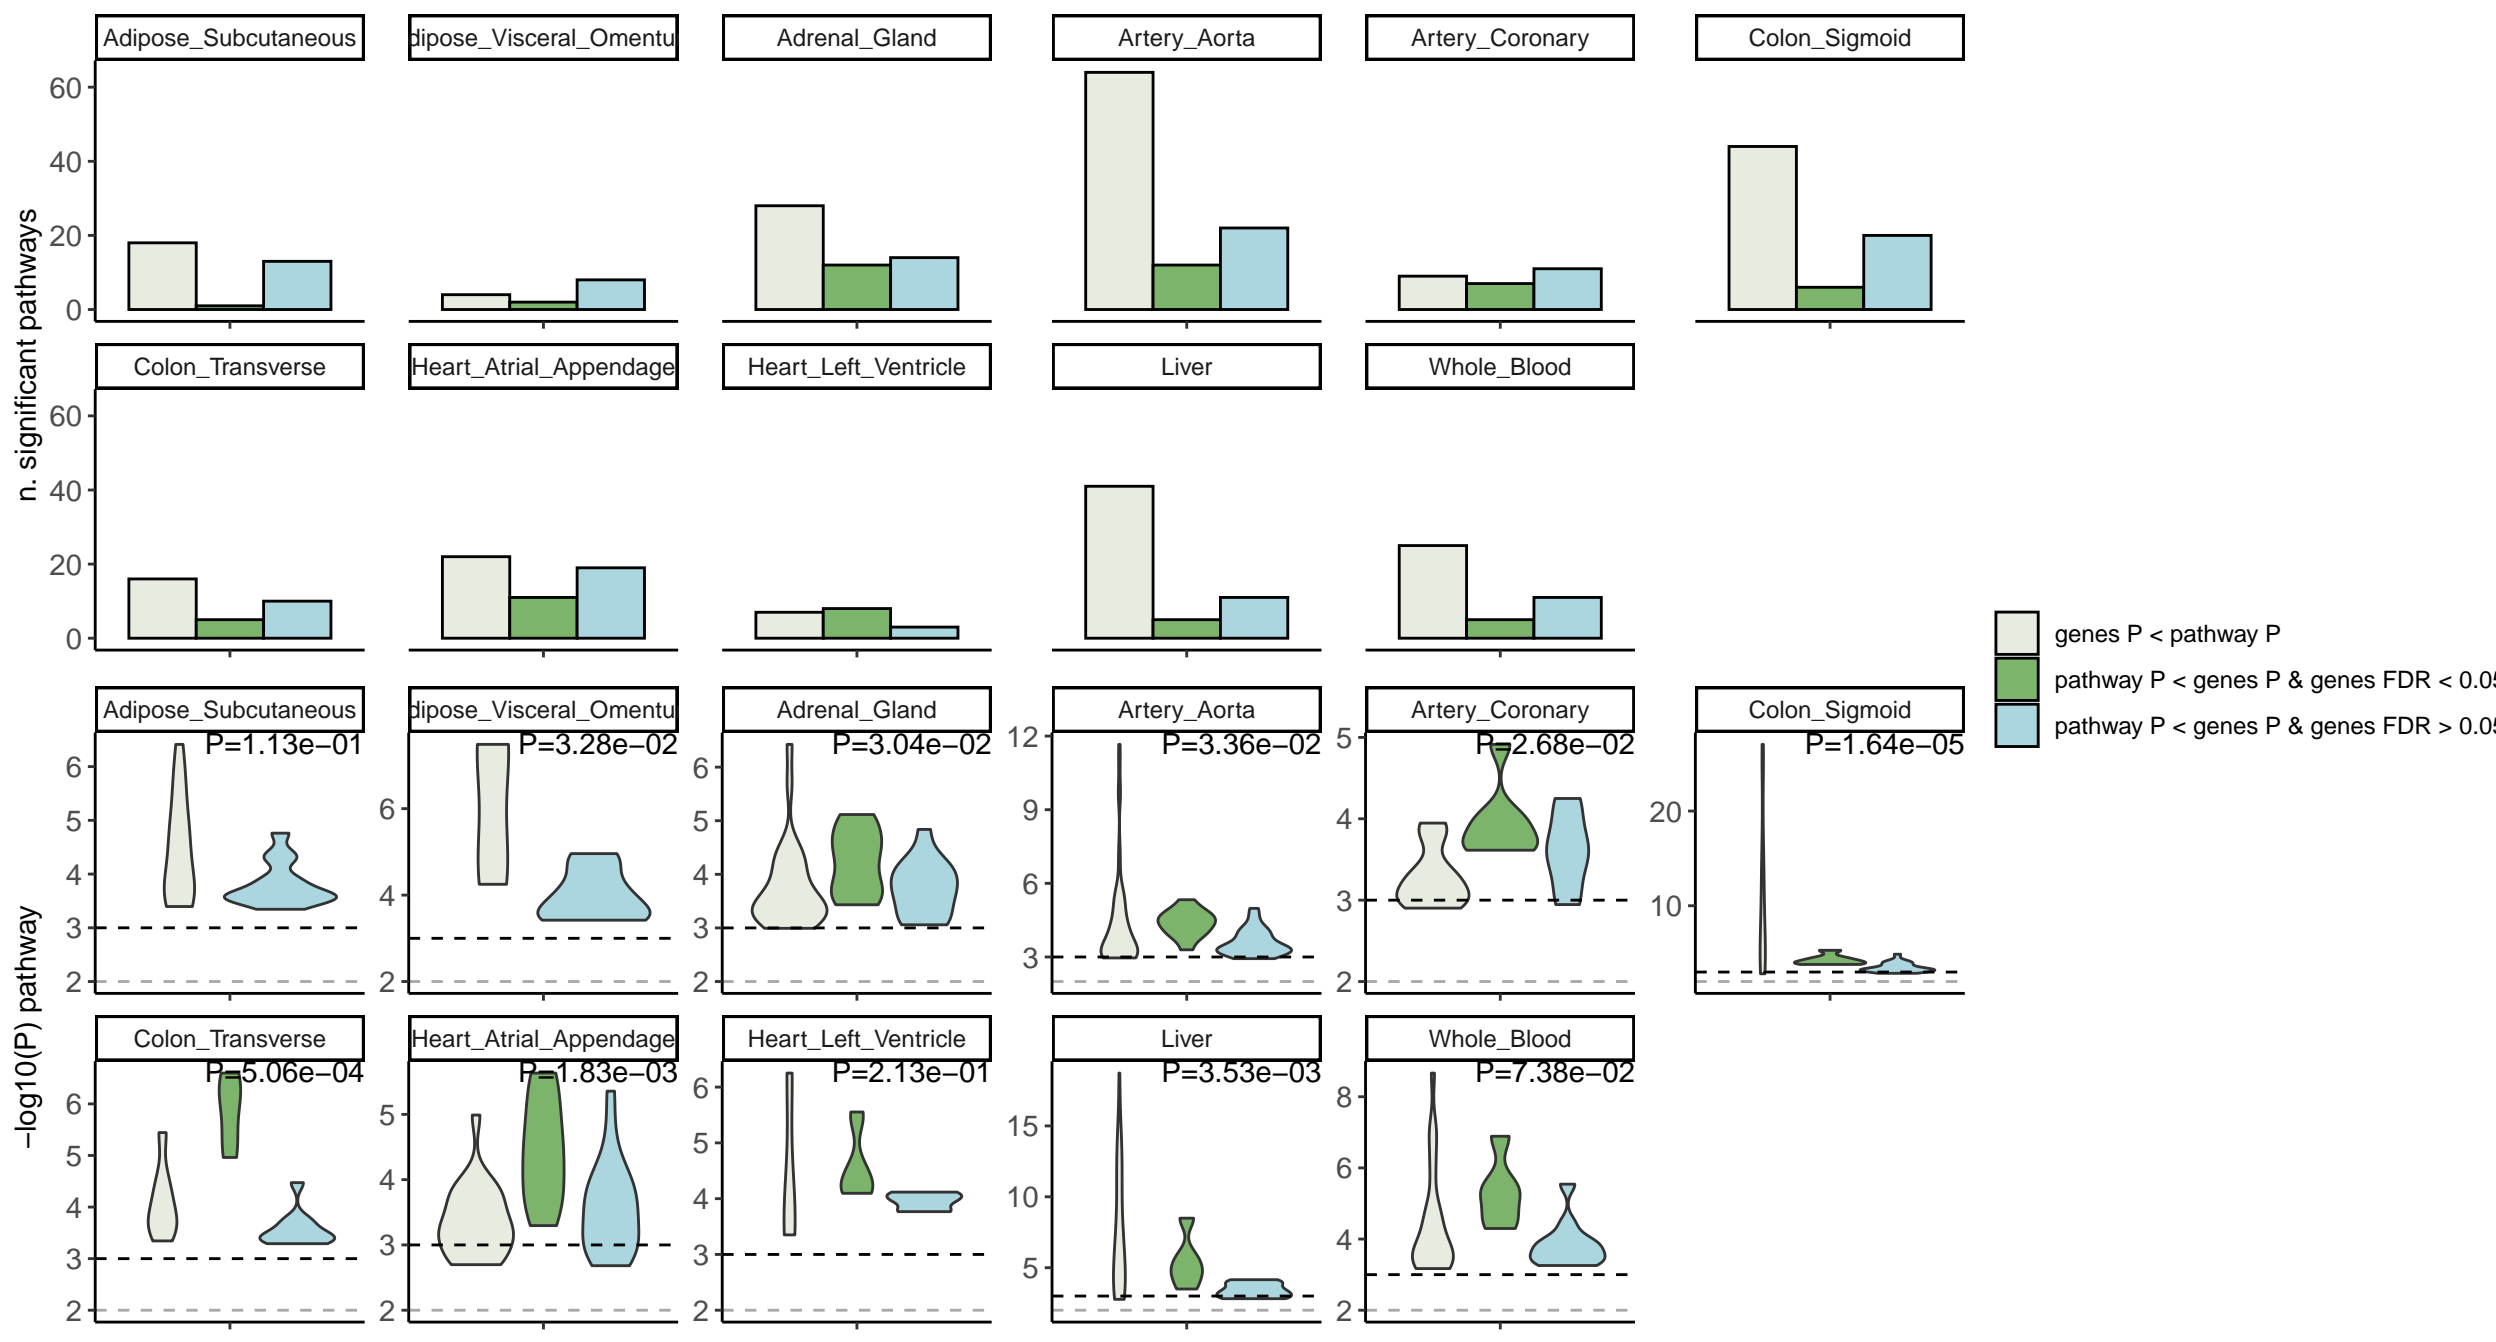 Adipose_Subcutaneous
dipose_Visceral_Omentu
Adrenal_Gland
Artery_Aorta
Artery_Coronary
Colon_Sigmoid
60
40
20
0
n. significant pathways
Colon_Transverse
Heart_Atrial_Appendage
Heart_Left_Ventricle
Liver
Whole_Blood
60
40
20
0
genes P < pathway P
pathway P < genes P & genes FDR < 0.05
pathway P < genes P & genes FDR > 0.05
Adipose_Subcutaneous
dipose_Visceral_Omentu
Adrenal_Gland
Artery_Aorta
Artery_Coronary
Colon_Sigmoid
P=1.13e−01
P=3.28e−02
P=3.04e−02
P=3.36e−02
P=2.68e−02
P=1.64e−05
6
5
4
3
2
6
4
2
6
5
4
3
2
12
9
6
3
5
4
3
2
20
10
−log10(P) pathway
Colon_Transverse
Heart_Atrial_Appendage
Heart_Left_Ventricle
Liver
Whole_Blood
P=5.06e−04
P=1.83e−03
P=2.13e−01
P=3.53e−03
P=7.38e−02
6
5
4
3
2
5
4
3
2
6
5
4
3
2
15
10
5
8
6
4
2